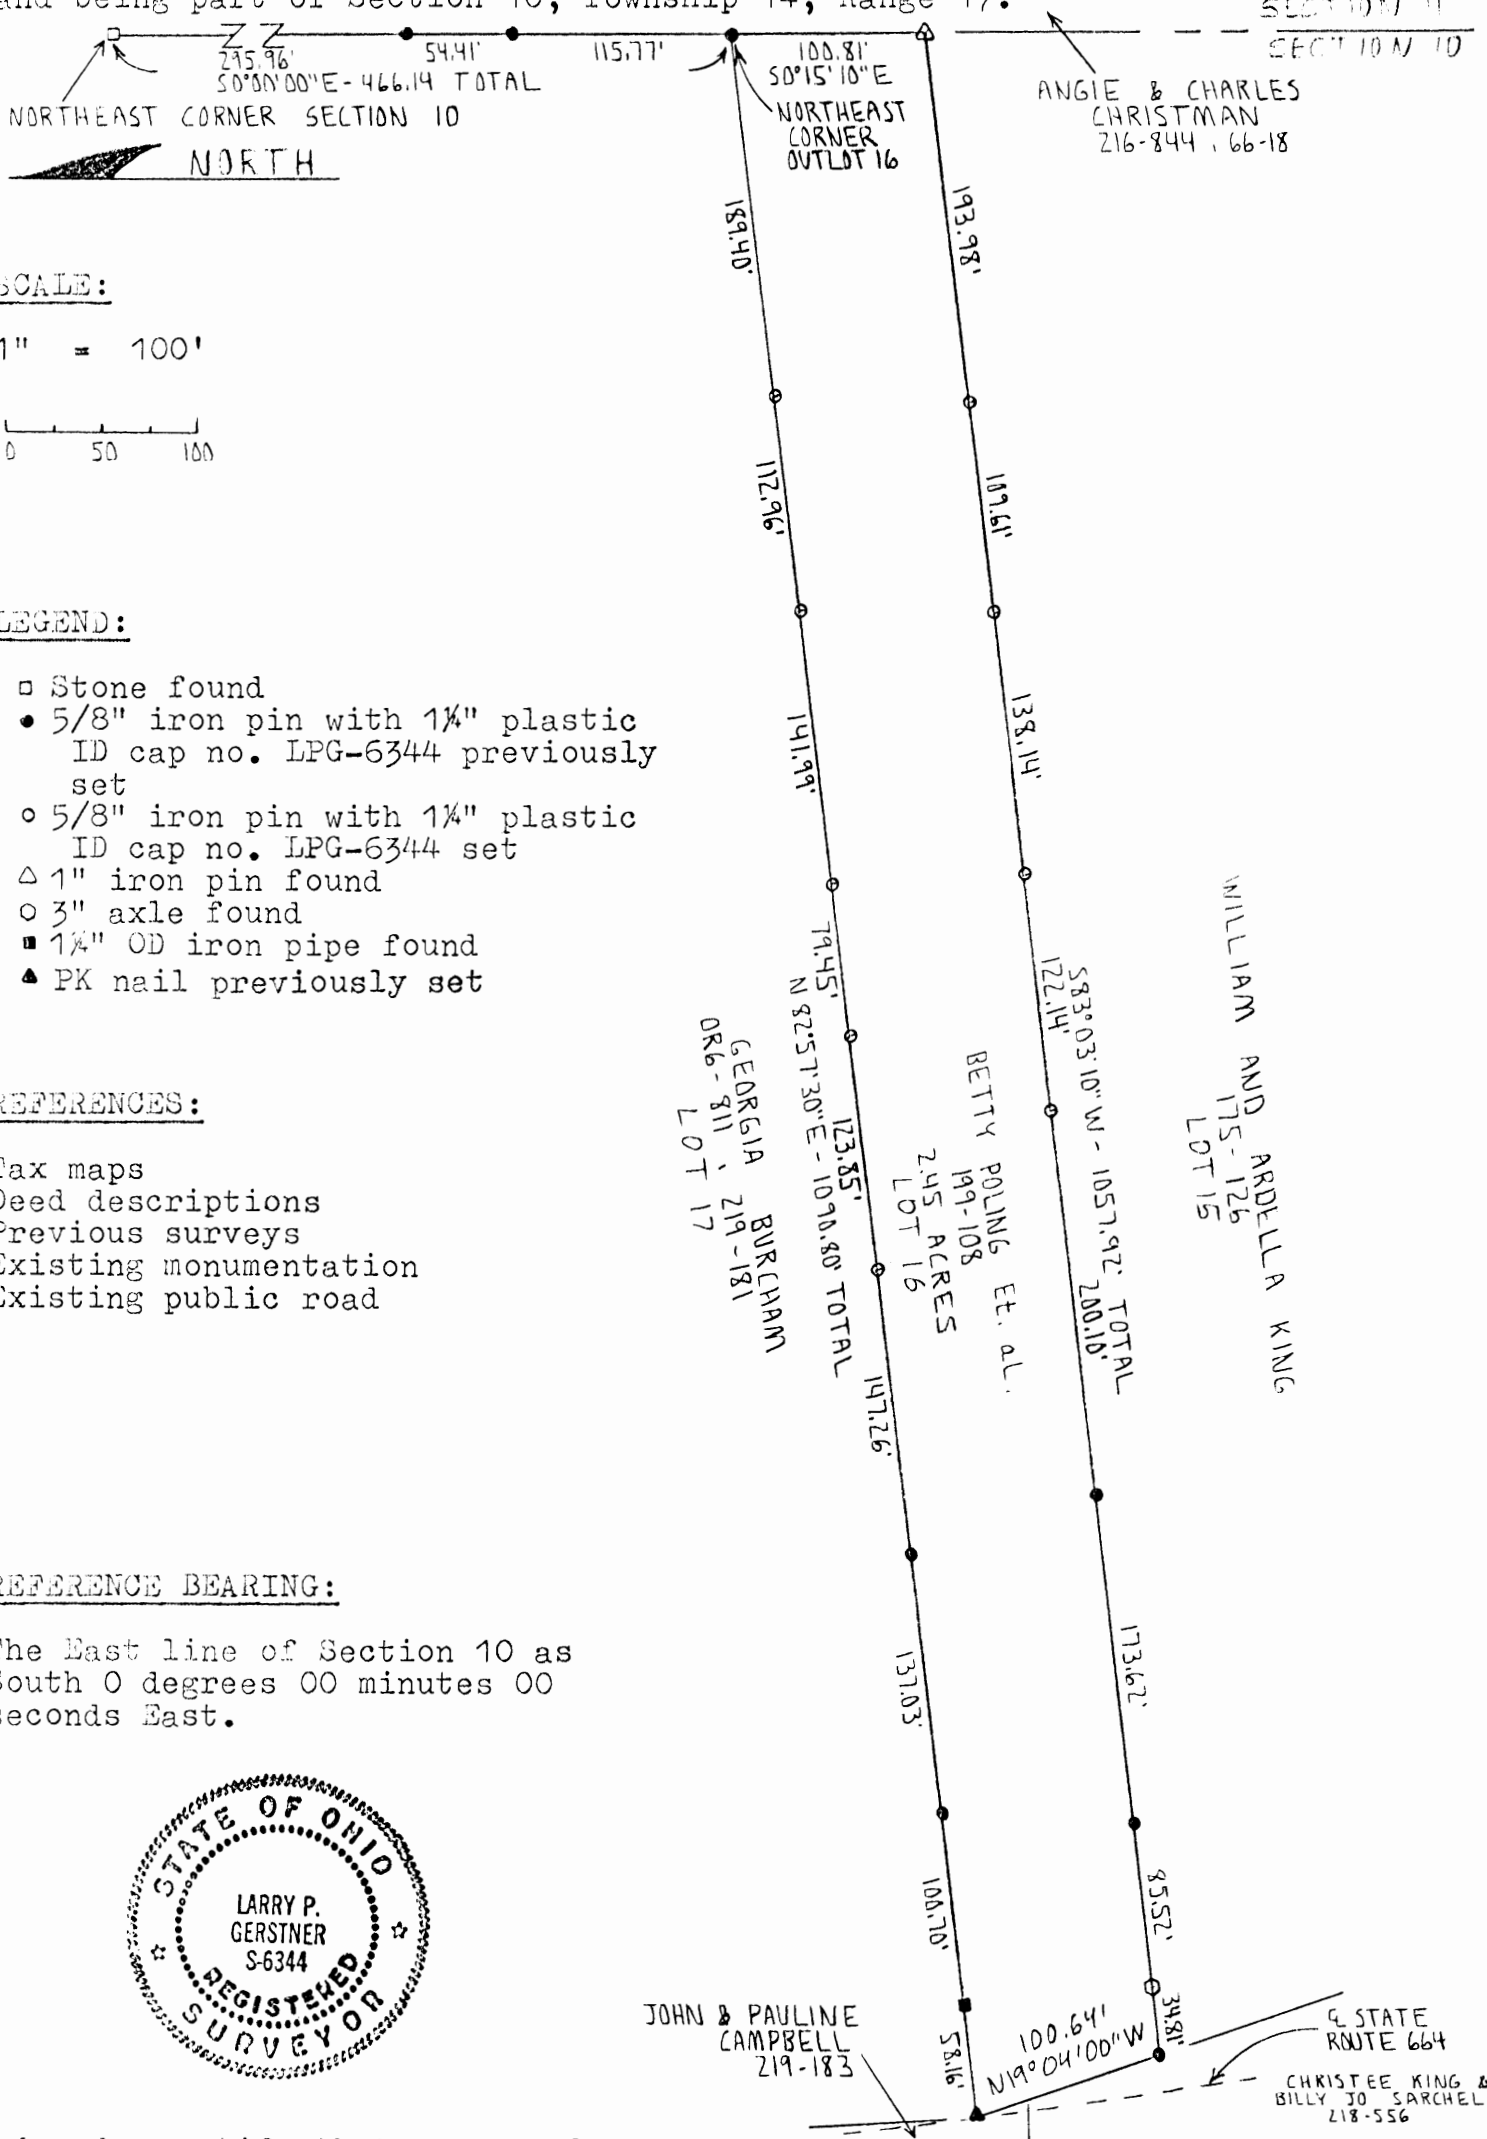 and being part of Section 10, Township 14, Range 17.
SECTION 11
SECTION 10
295.96'
54.41'
115.77'
100.81'
S0°00'00"E-466.14 TOTAL
S0°15'10"E
NORTHEAST CORNER SECTION 10
NORTHEAST
CORNER
OUTLOT 16
ANGIE & CHARLES
CHRISTMAN
216-844, 66-18
NORTH
189.40'
193.98'
SCALE:
1" = 100'
0 50 100
112.96'
109.61'
LEGEND:
Stone found
5/8" iron pin with 1¼" plastic
ID cap no. LPG-6344 previously
set
5/8" iron pin with 1¼" plastic
ID cap no. LPG-6344 set
1" iron pin found
3" axle found
1¼" OD iron pipe found
PK nail previously set
141.99'
138.14'
79.45'
122.14'
N 82°57'30"E - 1090.80' TOTAL
S83°03'10"W - 1057.92' TOTAL
123.85'
200.10'
GEORGIA BURCHAM
OR6-811, 219-181
LOT 17
BETTY POLING Et. aL.
199-108
2.45 ACRES
LOT 16
WILLIAM AND ARDELLA KING
175-126
LOT 15
REFERENCES:
Tax maps
Deed descriptions
Previous surveys
Existing monumentation
Existing public road
147.26'
REFERENCE BEARING:
The East line of Section 10 as
South 0 degrees 00 minutes 00
seconds East.
137.03'
173.62'
STATE OF OHIO
LARRY P.
GERSTNER
S-6344
REGISTERED
SURVEYOR
100.70'
85.52'
58.16'
34.81'
JOHN & PAULINE
CAMPBELL
219-183
100.64'
N19°04'00"W
℄ STATE
ROUTE 664
CHRISTEE KING &
BILLY JO SARCHEL
218-556